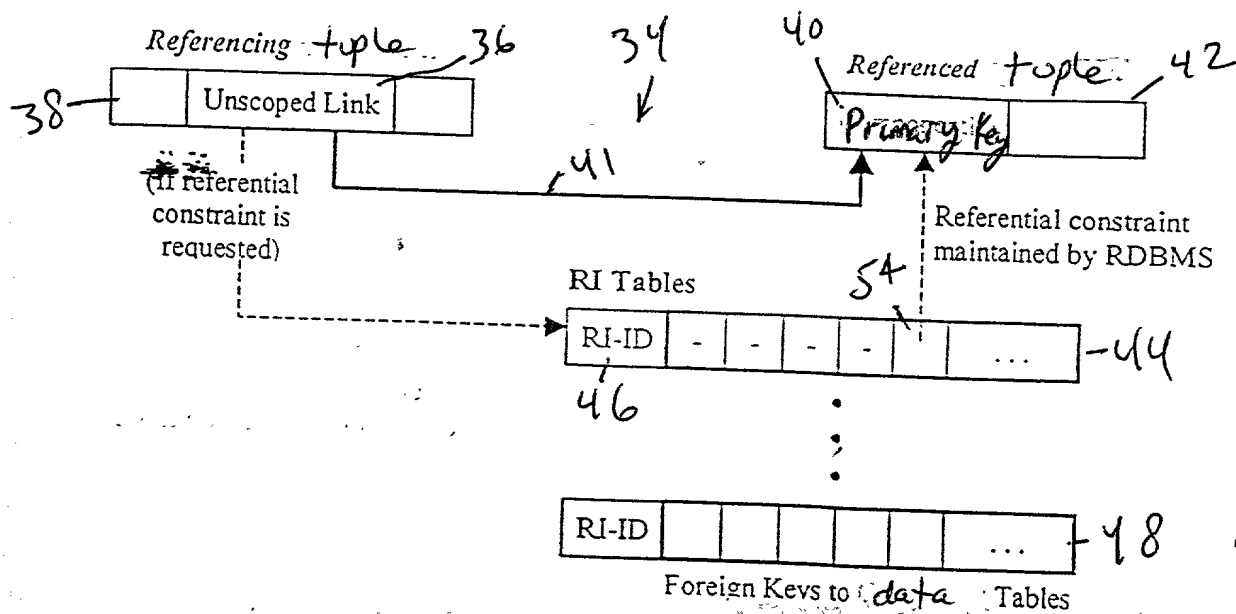 Referencing tuple 36 34 40 Referenced tuple 42
38 Unscoped Link Primary Key
(If referential
constraint is
requested)
41
Referential constraint
maintained by RDBMS
54
RI Tables
RI-ID - - - - ... 44
46
RI-ID ... 48
Foreign Keys to data Tables